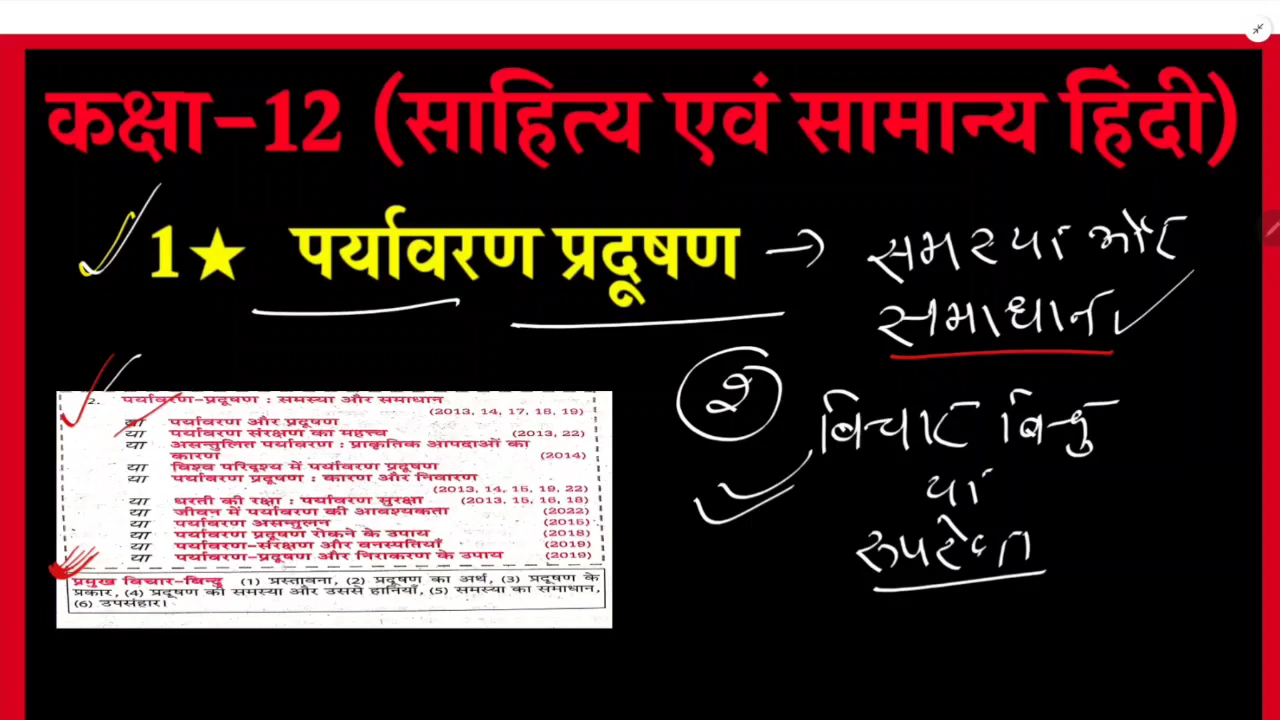 कक्षा-12 (साहित्य एवं सामान्य हिंदी)
1★ पर्यावरण प्रदूषण → समस्या और
समाधान
2. पर्यावरण-प्रदूषण : समस्या और समाधान
(2013, 14, 17, 18, 19)
या पर्यावरण और प्रदूषण
या पर्यावरण संरक्षण का महत्त्व (2013, 22)
या असन्तुलित पर्यावरण : प्राकृतिक आपदाओं का
कारण (2014)
या विश्व परिदृश्य में पर्यावरण प्रदूषण
या पर्यावरण प्रदूषण : कारण और निवारण
(2013, 14, 15, 19, 22)
या धरती की रक्षा : पर्यावरण सुरक्षा (2013, 15, 16, 18)
या जीवन में पर्यावरण की आवश्यकता (2022)
या पर्यावरण असन्तुलन (2015)
या पर्यावरण प्रदूषण रोकने के उपाय (2018)
या पर्यावरण-संरक्षण और वनस्पतियाँ (2019)
या पर्यावरण-प्रदूषण और निराकरण के उपाय (2019)
प्रमुख विचार-बिन्दु (1) प्रस्तावना, (2) प्रदूषण का अर्थ, (3) प्रदूषण के
प्रकार, (4) प्रदूषण की समस्या और उससे हानियाँ, (5) समस्या का समाधान,
(6) उपसंहार।
२
विचार बिन्दु
या
रूपरेखा